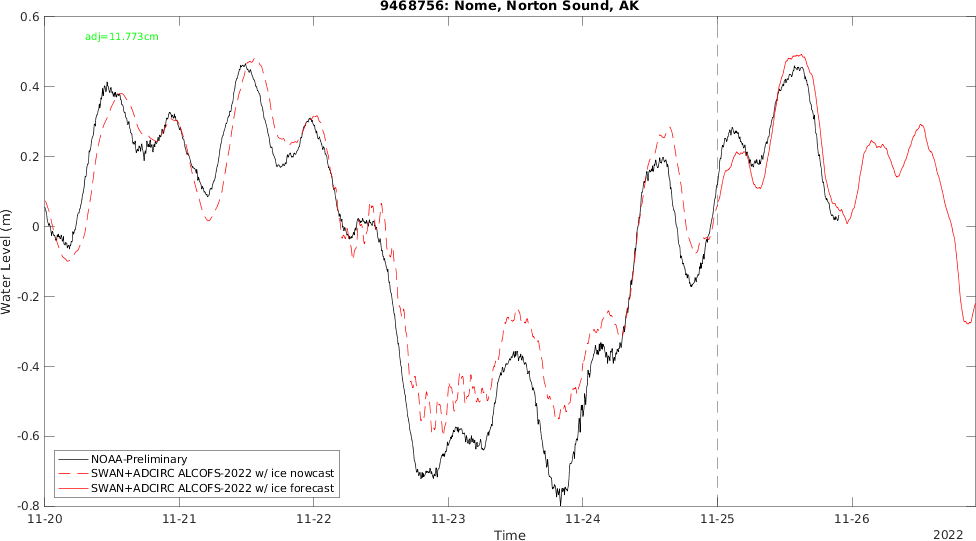 9468756: Nome, Norton Sound, AK
adj=11.773cm
0.6
0.4
0.2
0
-0.2
-0.4
-0.6
-0.8
Water Level (m)
NOAA-Preliminary
SWAN+ADCIRC ALCOFS-2022 w/ ice nowcast
SWAN+ADCIRC ALCOFS-2022 w/ ice forecast
11-20 11-21 11-22 11-23 11-24 11-25 11-26
Time
2022